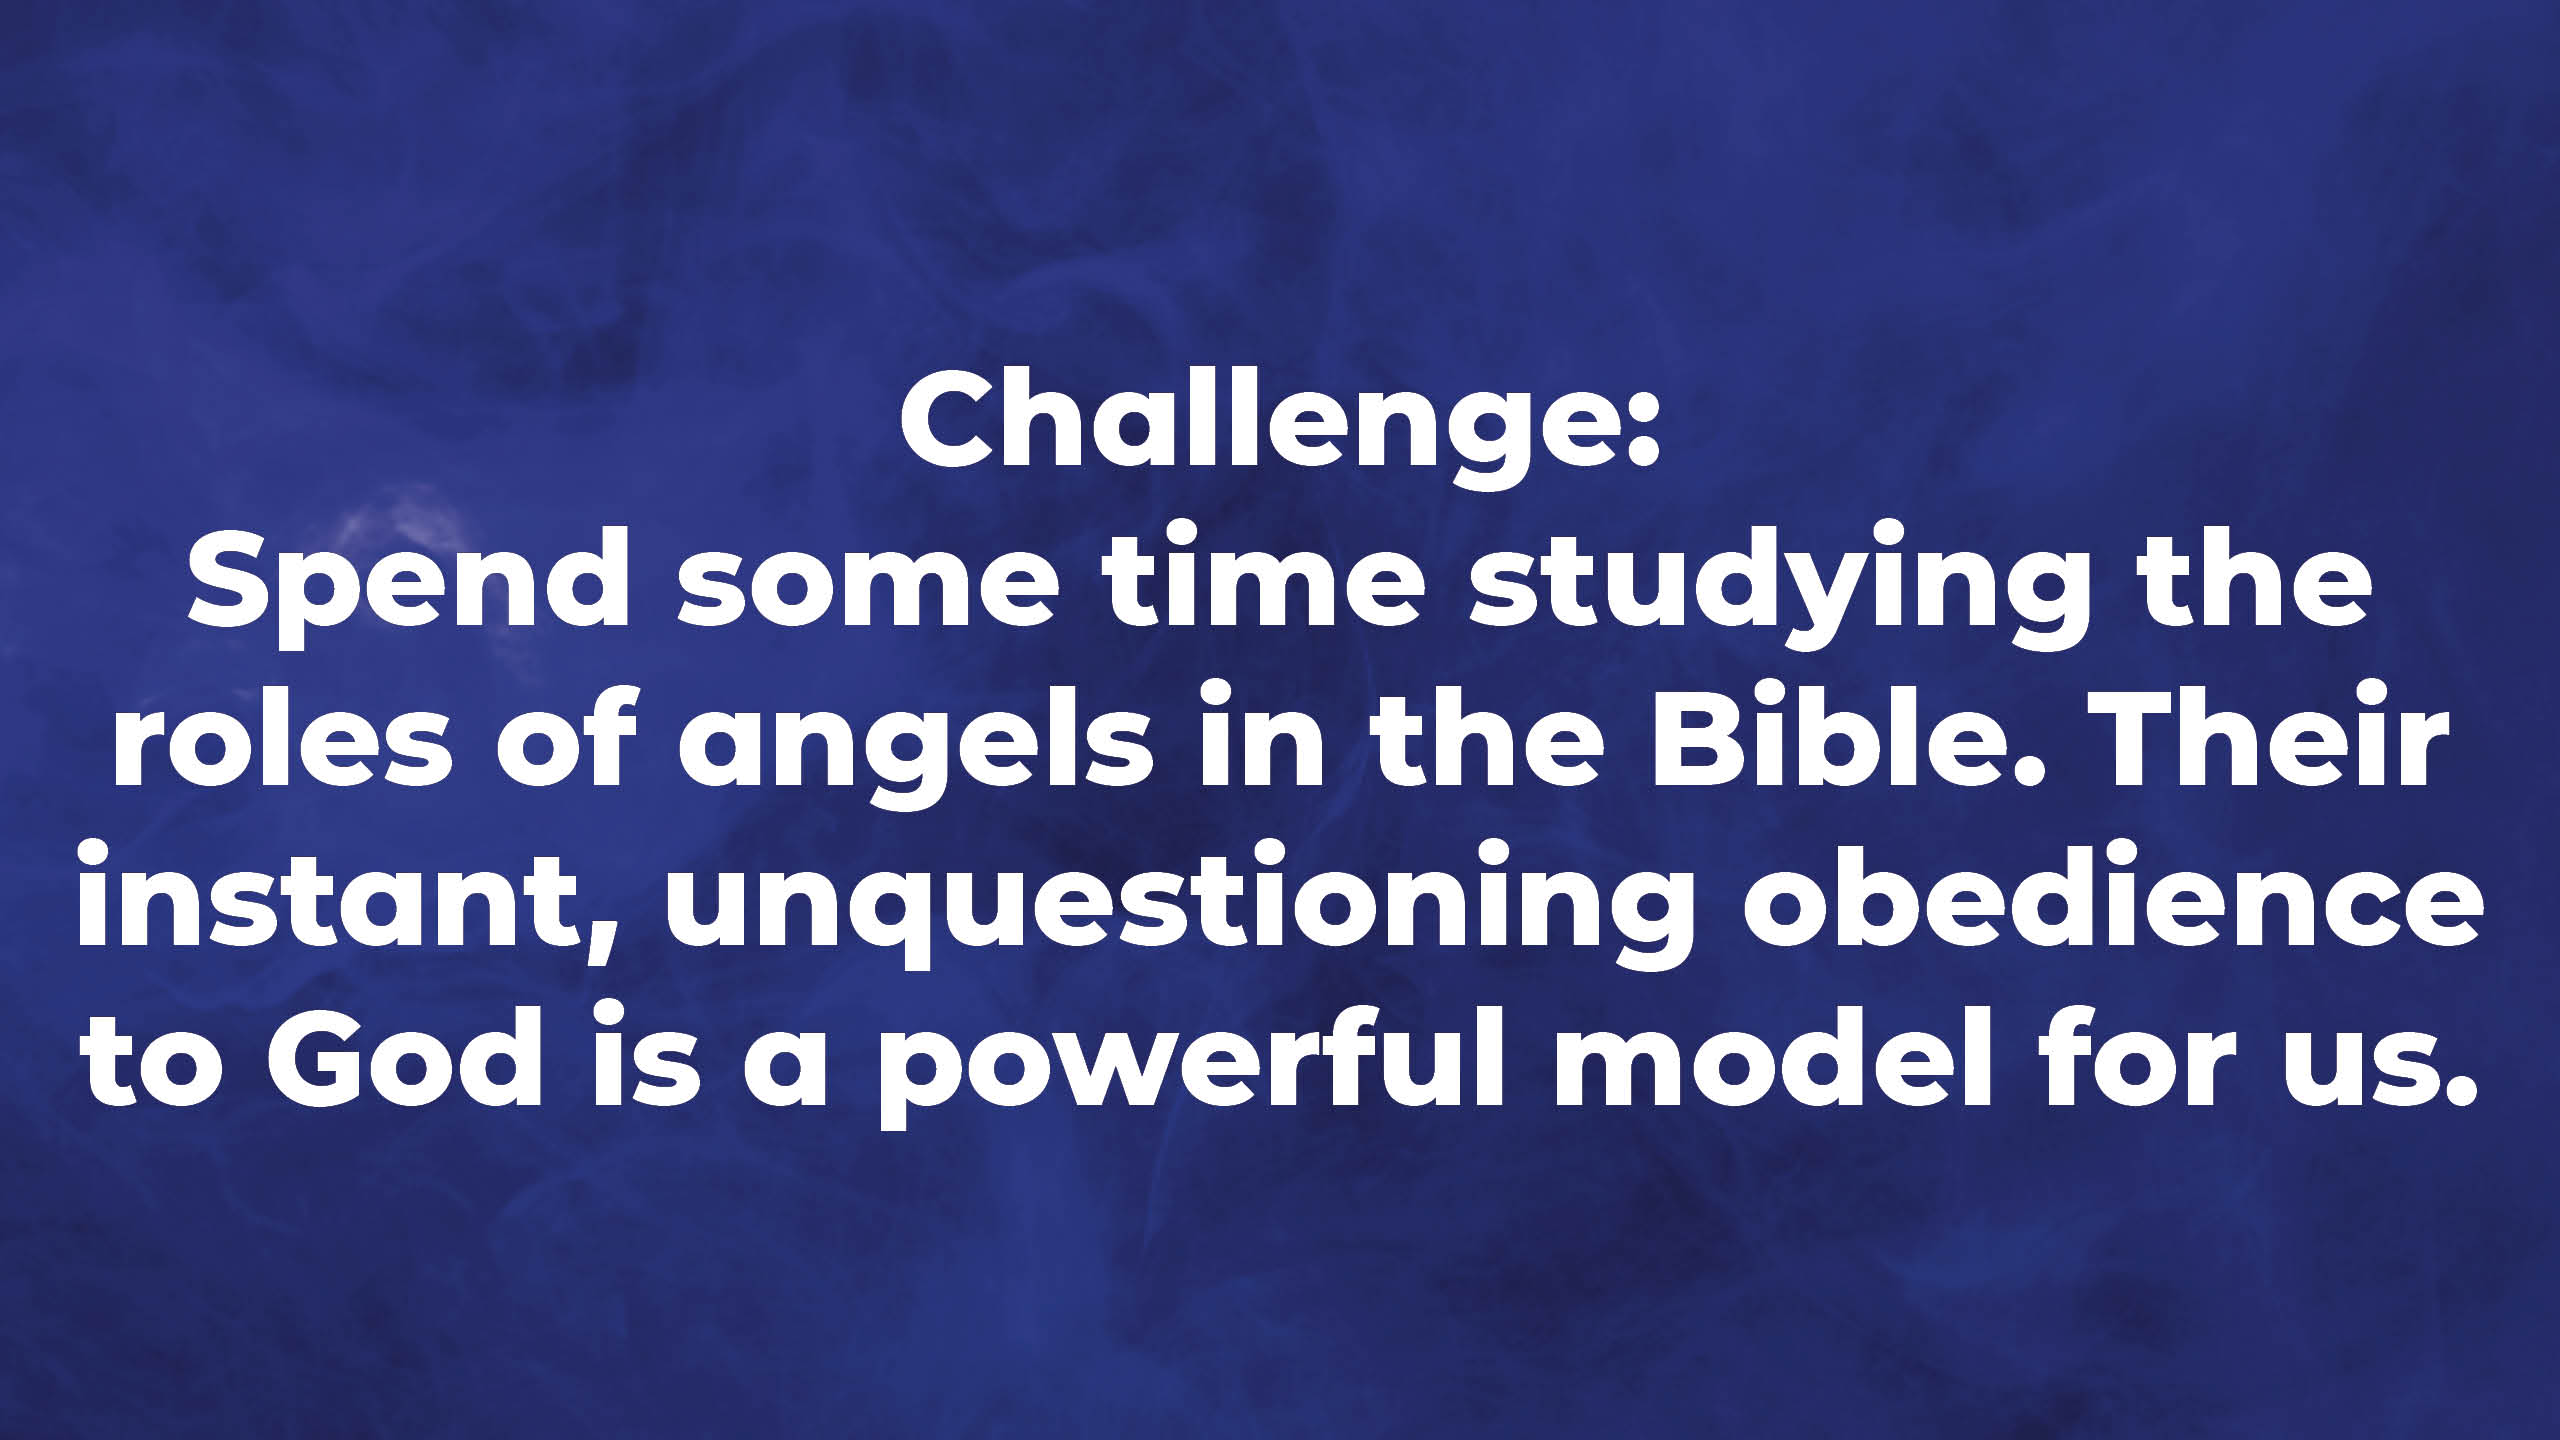 Challenge:
Spend some time studying the
roles of angels in the Bible. Their
instant, unquestioning obedience
to God is a powerful model for us.